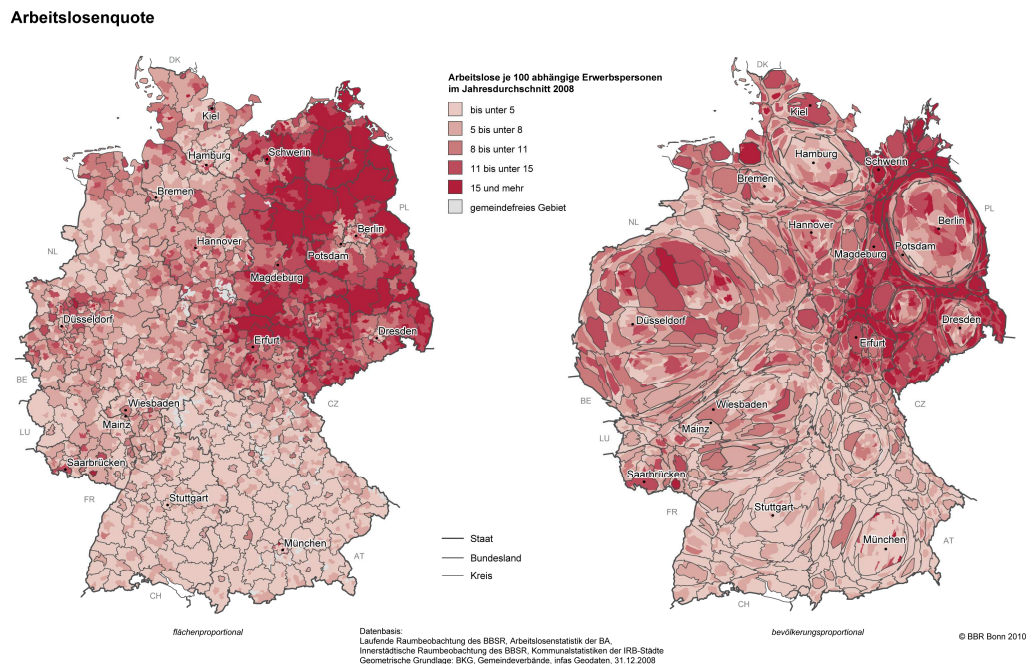 Arbeitslosenquote
Arbeitslose je 100 abhängige Erwerbspersonen
im Jahresdurchschnitt 2008
bis unter 5
5 bis unter 8
8 bis unter 11
11 bis unter 15
15 und mehr
gemeindefreies Gebiet
DK
Kiel
Hamburg
Schwerin
Bremen
PL
Berlin
Hannover
Potsdam
NL
Magdeburg
Düsseldorf
Dresden
Erfurt
BE
CZ
Wiesbaden
Mainz
LU
Saarbrücken
FR
Stuttgart
München
AT
CH
DK
Kiel
Hamburg
Schwerin
Bremen
PL
NL
Berlin
Hannover
Potsdam
Magdeburg
Düsseldorf
Dresden
Erfurt
BE
CZ
Wiesbaden
Mainz
LU
Saarbrücken
FR
Stuttgart
München
AT
CH
Staat
Bundesland
Kreis
flächenproportional
bevölkerungsproportional
Datenbasis:
Laufende Raumbeobachtung des BBSR, Arbeitslosenstatistik der BA,
Innerstädtische Raumbeobachtung des BBSR, Kommunalstatistiken der IRB-Städte
Geometrische Grundlage: BKG, Gemeindeverbände, infas Geodaten, 31.12.2008
© BBR Bonn 2010